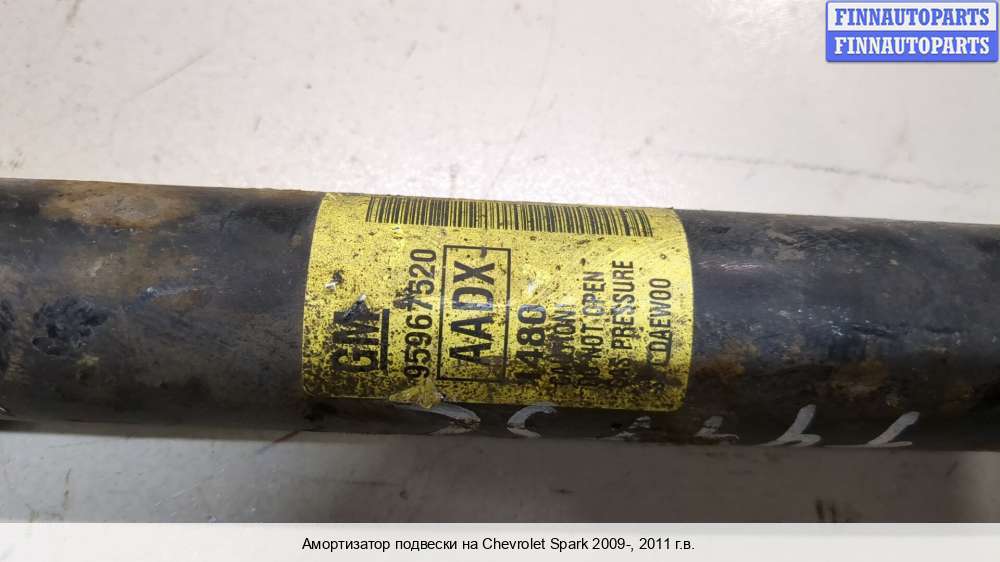 FINNAUTOPARTS
FINNAUTOPARTS
GM
95967520
AADX
1480
CAUTION!
DO NOT OPEN
GAS PRESSURE
DAEWOO
Амортизатор подвески на Chevrolet Spark 2009-, 2011 г.в.